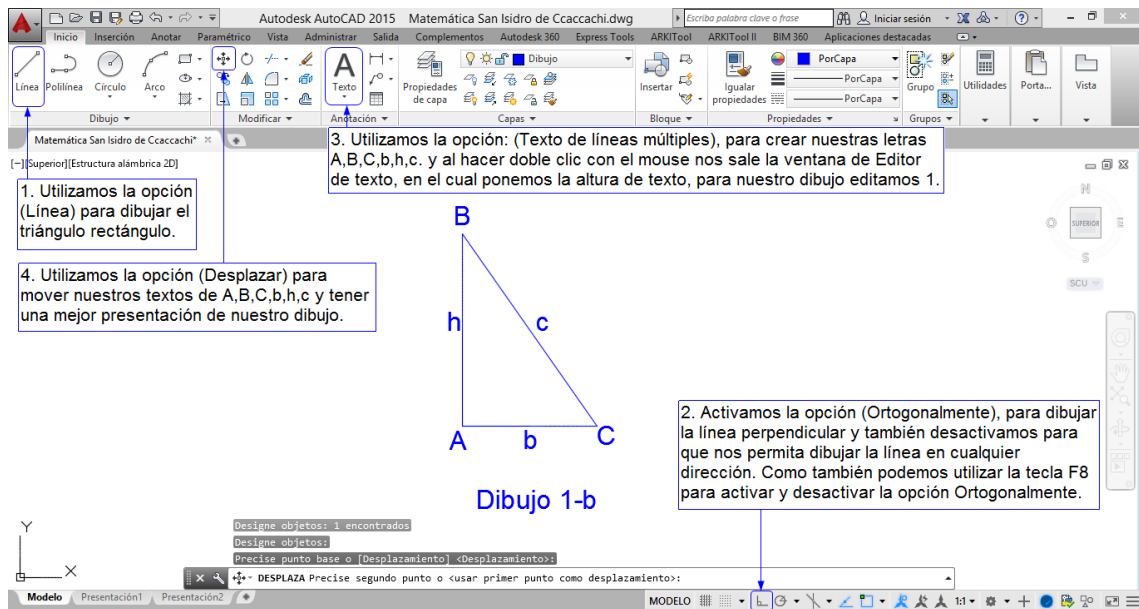 Autodesk AutoCAD 2015 Matemática San Isidro de Ccaccachi.dwg
Escriba palabra clave o frase
Iniciar sesión
Inicio Inserción Anotar Paramétrico Vista Administrar Salida Complementos Autodesk 360 Express Tools ARKITool ARKITool II BIM 360 Aplicaciones destacadas
Línea Polilínea Círculo Arco
A
Texto
Propiedades de capa
Dibujo
Insertar
Igualar propiedades
PorCapa
PorCapa
PorCapa
Grupo
Utilidades
Porta...
Vista
Dibujo Modificar Anotación Capas Bloque Propiedades Grupos
Matemática San Isidro de Ccaccachi*
[−][Superior][Estructura alámbrica 2D]
3. Utilizamos la opción: (Texto de líneas múltiples), para crear nuestras letras
A,B,C,b,h,c. y al hacer doble clic con el mouse nos sale la ventana de Editor
de texto, en el cual ponemos la altura de texto, para nuestro dibujo editamos 1.
1. Utilizamos la opción
(Línea) para dibujar el
triángulo rectángulo.
4. Utilizamos la opción (Desplazar) para
mover nuestros textos de A,B,C,b,h,c y tener
una mejor presentación de nuestro dibujo.
N
O SUPERIOR E
S
SCU
B
h c
A b C
Dibujo 1-b
2. Activamos la opción (Ortogonalmente), para dibujar
la línea perpendicular y también desactivamos para
que nos permita dibujar la línea en cualquier
dirección. Como también podemos utilizar la tecla F8
para activar y desactivar la opción Ortogonalmente.
Y
X
Designe objetos: 1 encontrados
Designe objetos:
Precise punto base o [Desplazamiento] <Desplazamiento>:
DESPLAZA Precise segundo punto o <usar primer punto como desplazamiento>:
Modelo Presentación1 Presentación2
MODELO
1:1